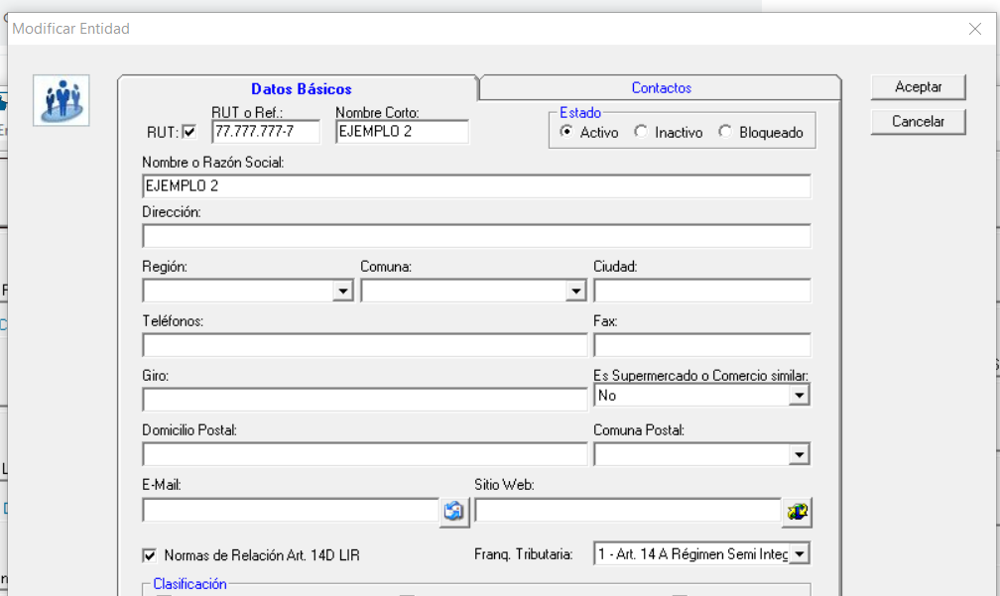 Modificar Entidad
Datos Básicos
Contactos
Aceptar
Cancelar
RUT:
RUT o Ref.:
77.777.777-7
Nombre Corto:
EJEMPLO 2
Estado
Activo
Inactivo
Bloqueado
Nombre o Razón Social:
EJEMPLO 2
Dirección:
Región:
Comuna:
Ciudad:
Teléfonos:
Fax:
Giro:
Es Supermercado o Comercio similar:
No
Domicilio Postal:
Comuna Postal:
E-Mail:
Sitio Web:
Normas de Relación Art. 14D LIR
Franq. Tributaria:
1 - Art. 14 A Régimen Semi Integ
Clasificación